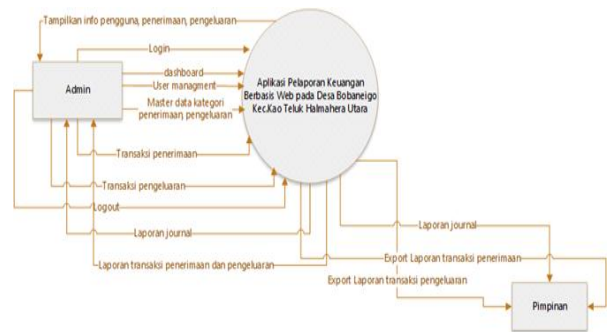 Tampilkan info pengguna, penerimaan, pengeluaran
Login
dashboard
User managment
Master data kategori
penerimaan, pengeluaran
Admin
Aplikasi Pelaporan Keuangan
Berbasis Web pada Desa Bobaneigo
Kec.Kao Teluk Halmahera Utara
Transaksi penerimaan
Transaksi pengeluaran
Logout
Laporan journal
Laporan transaksi penerimaan dan pengeluaran
Laporan journal
Export Laporan transaksi penerimaan
Export Laporan transaksi pengeluaran
Pimpinan